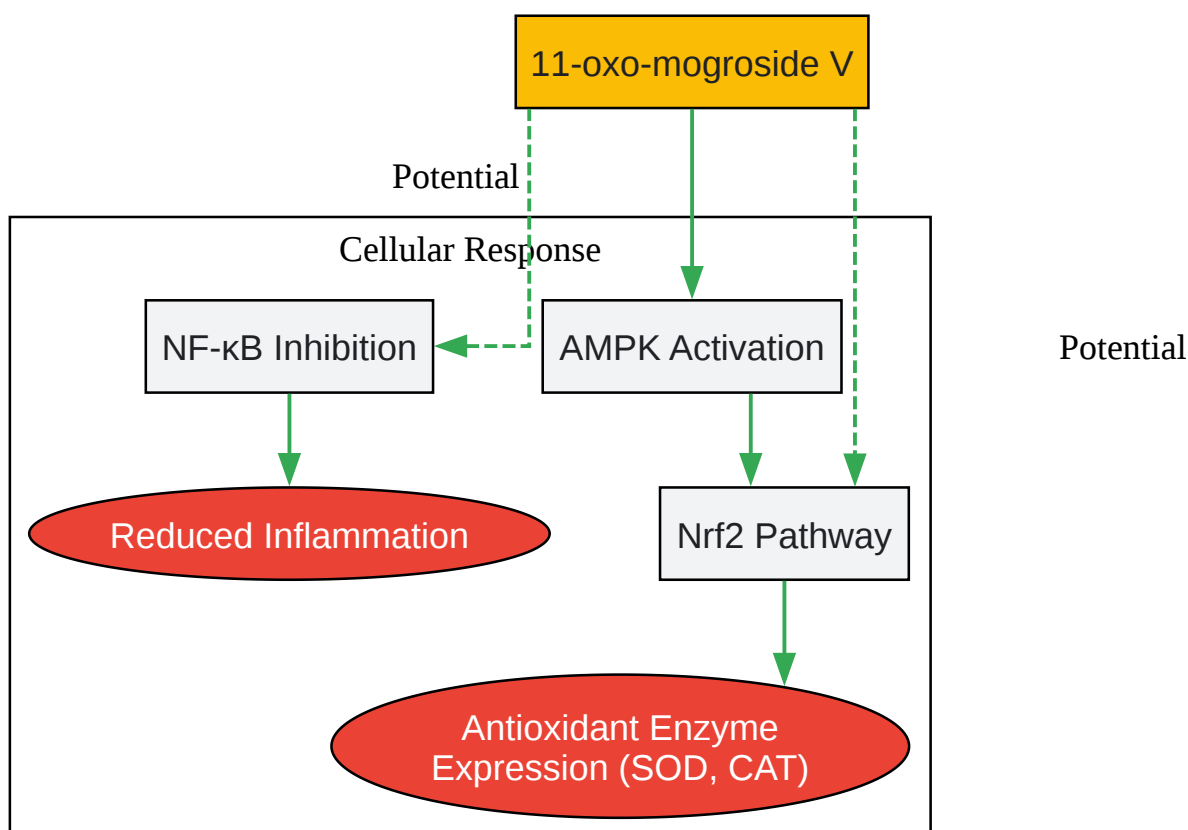 11-oxo-mogroside V
Potential
Cellular Response
NF-κB Inhibition
AMPK Activation
Potential
Reduced Inflammation
Nrf2 Pathway
Antioxidant Enzyme
Expression (SOD, CAT)